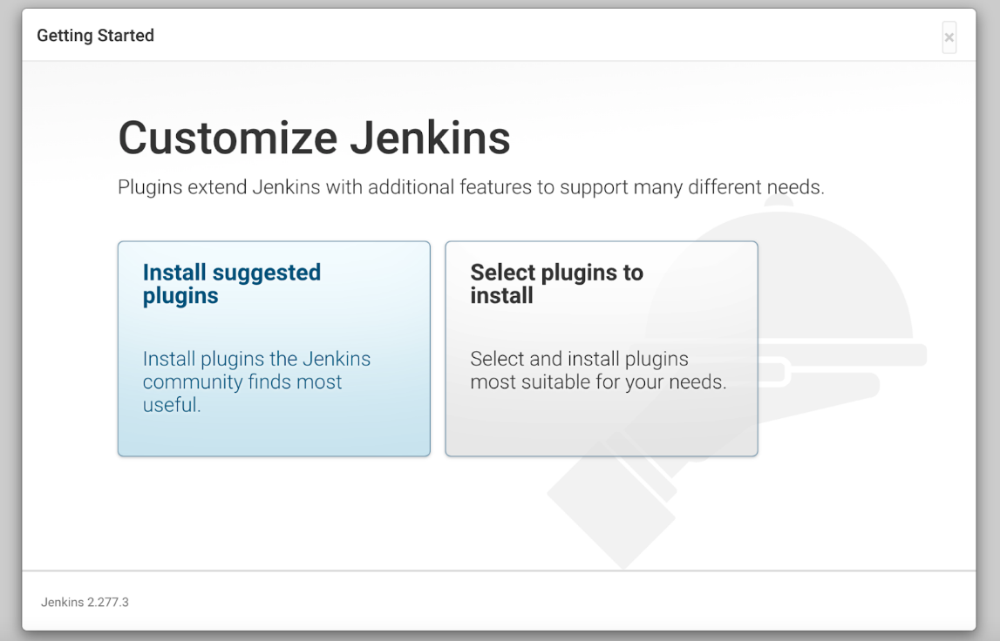 Getting Started
×
Customize Jenkins
Plugins extend Jenkins with additional features to support many different needs.
Install suggested
plugins
Install plugins the Jenkins
community finds most
useful.
Select plugins to
install
Select and install plugins
most suitable for your needs.
Jenkins 2.277.3